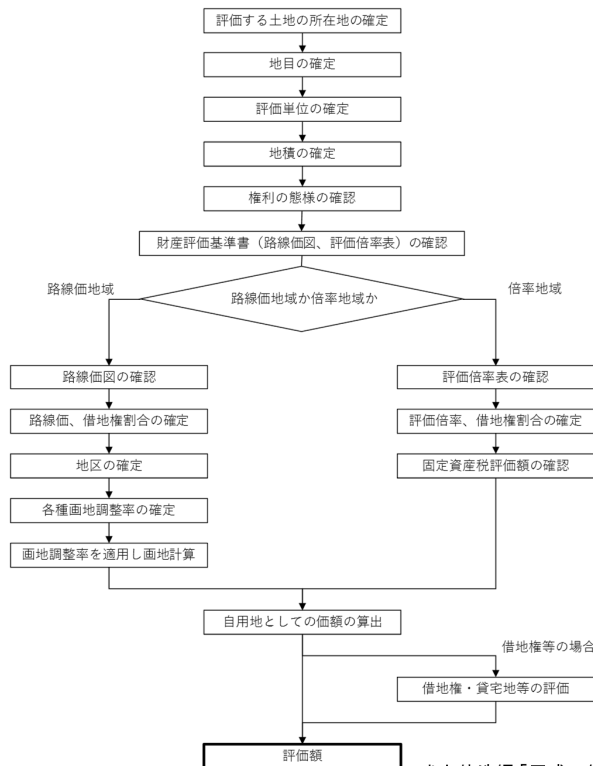 評価する土地の所在地の確定
地目の確定
評価単位の確定
地積の確定
権利の態様の確認
財産評価基準書（路線価図、評価倍率表）の確認
路線価地域
路線価地域か倍率地域か
倍率地域
路線価図の確認
路線価、借地権割合の確定
地区の確定
各種画地調整率の確定
画地調整率を適用し画地計算
評価倍率表の確認
評価倍率、借地権割合の確定
固定資産税評価額の確認
自用地としての価額の算出
借地権等の場合
借地権・貸宅地等の評価
評価額